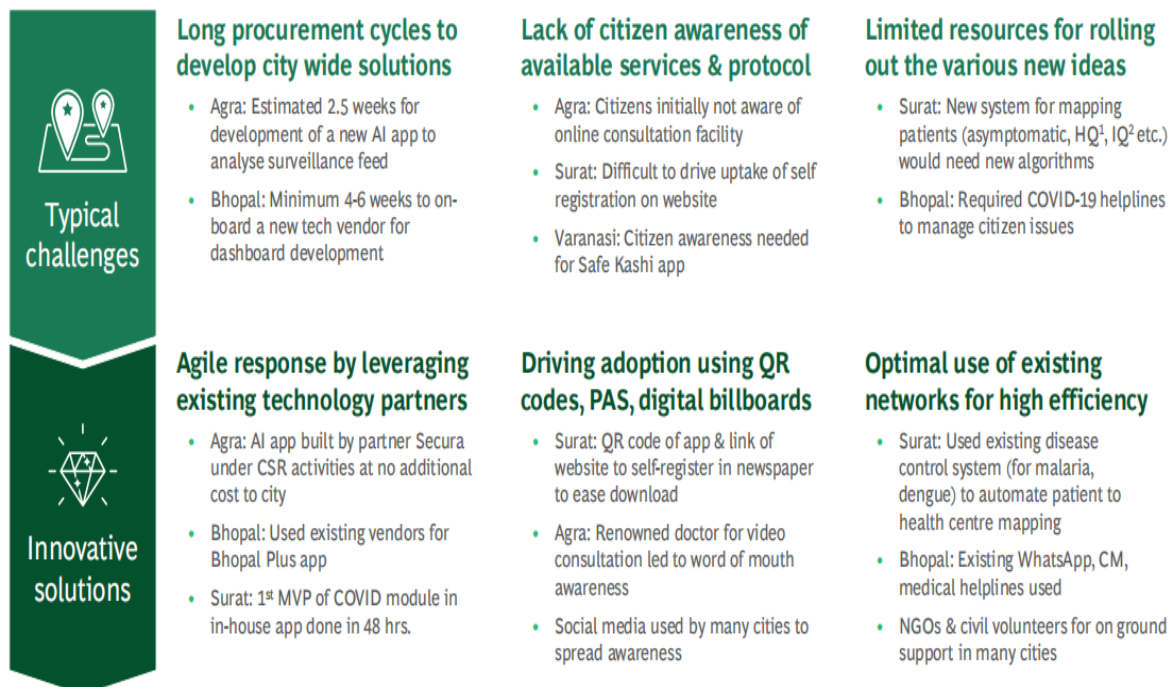 Typical
challenges
Long procurement cycles to
develop city wide solutions
• Agra: Estimated 2.5 weeks for
development of a new AI app to
analyse surveillance feed
• Bhopal: Minimum 4-6 weeks to on-
board a new tech vendor for
dashboard development
Lack of citizen awareness of
available services & protocol
• Agra: Citizens initially not aware of
online consultation facility
• Surat: Difficult to drive uptake of self
registration on website
• Varanasi: Citizen awareness needed
for Safe Kashi app
Limited resources for rolling
out the various new ideas
• Surat: New system for mapping
patients (asymptomatic, HQ¹, IQ² etc.)
would need new algorithms
• Bhopal: Required COVID-19 helplines
to manage citizen issues
Innovative
solutions
Agile response by leveraging
existing technology partners
• Agra: AI app built by partner Secura
under CSR activities at no additional
cost to city
• Bhopal: Used existing vendors for
Bhopal Plus app
• Surat: 1st MVP of COVID module in
in-house app done in 48 hrs.
Driving adoption using QR
codes, PAS, digital billboards
• Surat: QR code of app & link of
website to self-register in newspaper
to ease download
• Agra: Renowned doctor for video
consultation led to word of mouth
awareness
• Social media used by many cities to
spread awareness
Optimal use of existing
networks for high efficiency
• Surat: Used existing disease
control system (for malaria,
dengue) to automate patient to
health centre mapping
• Bhopal: Existing WhatsApp, CM,
medical helplines used
• NGOs & civil volunteers for on ground
support in many cities